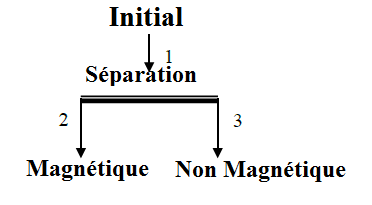 Initial
1
Séparation
2 3
Magnétique Non Magnétique